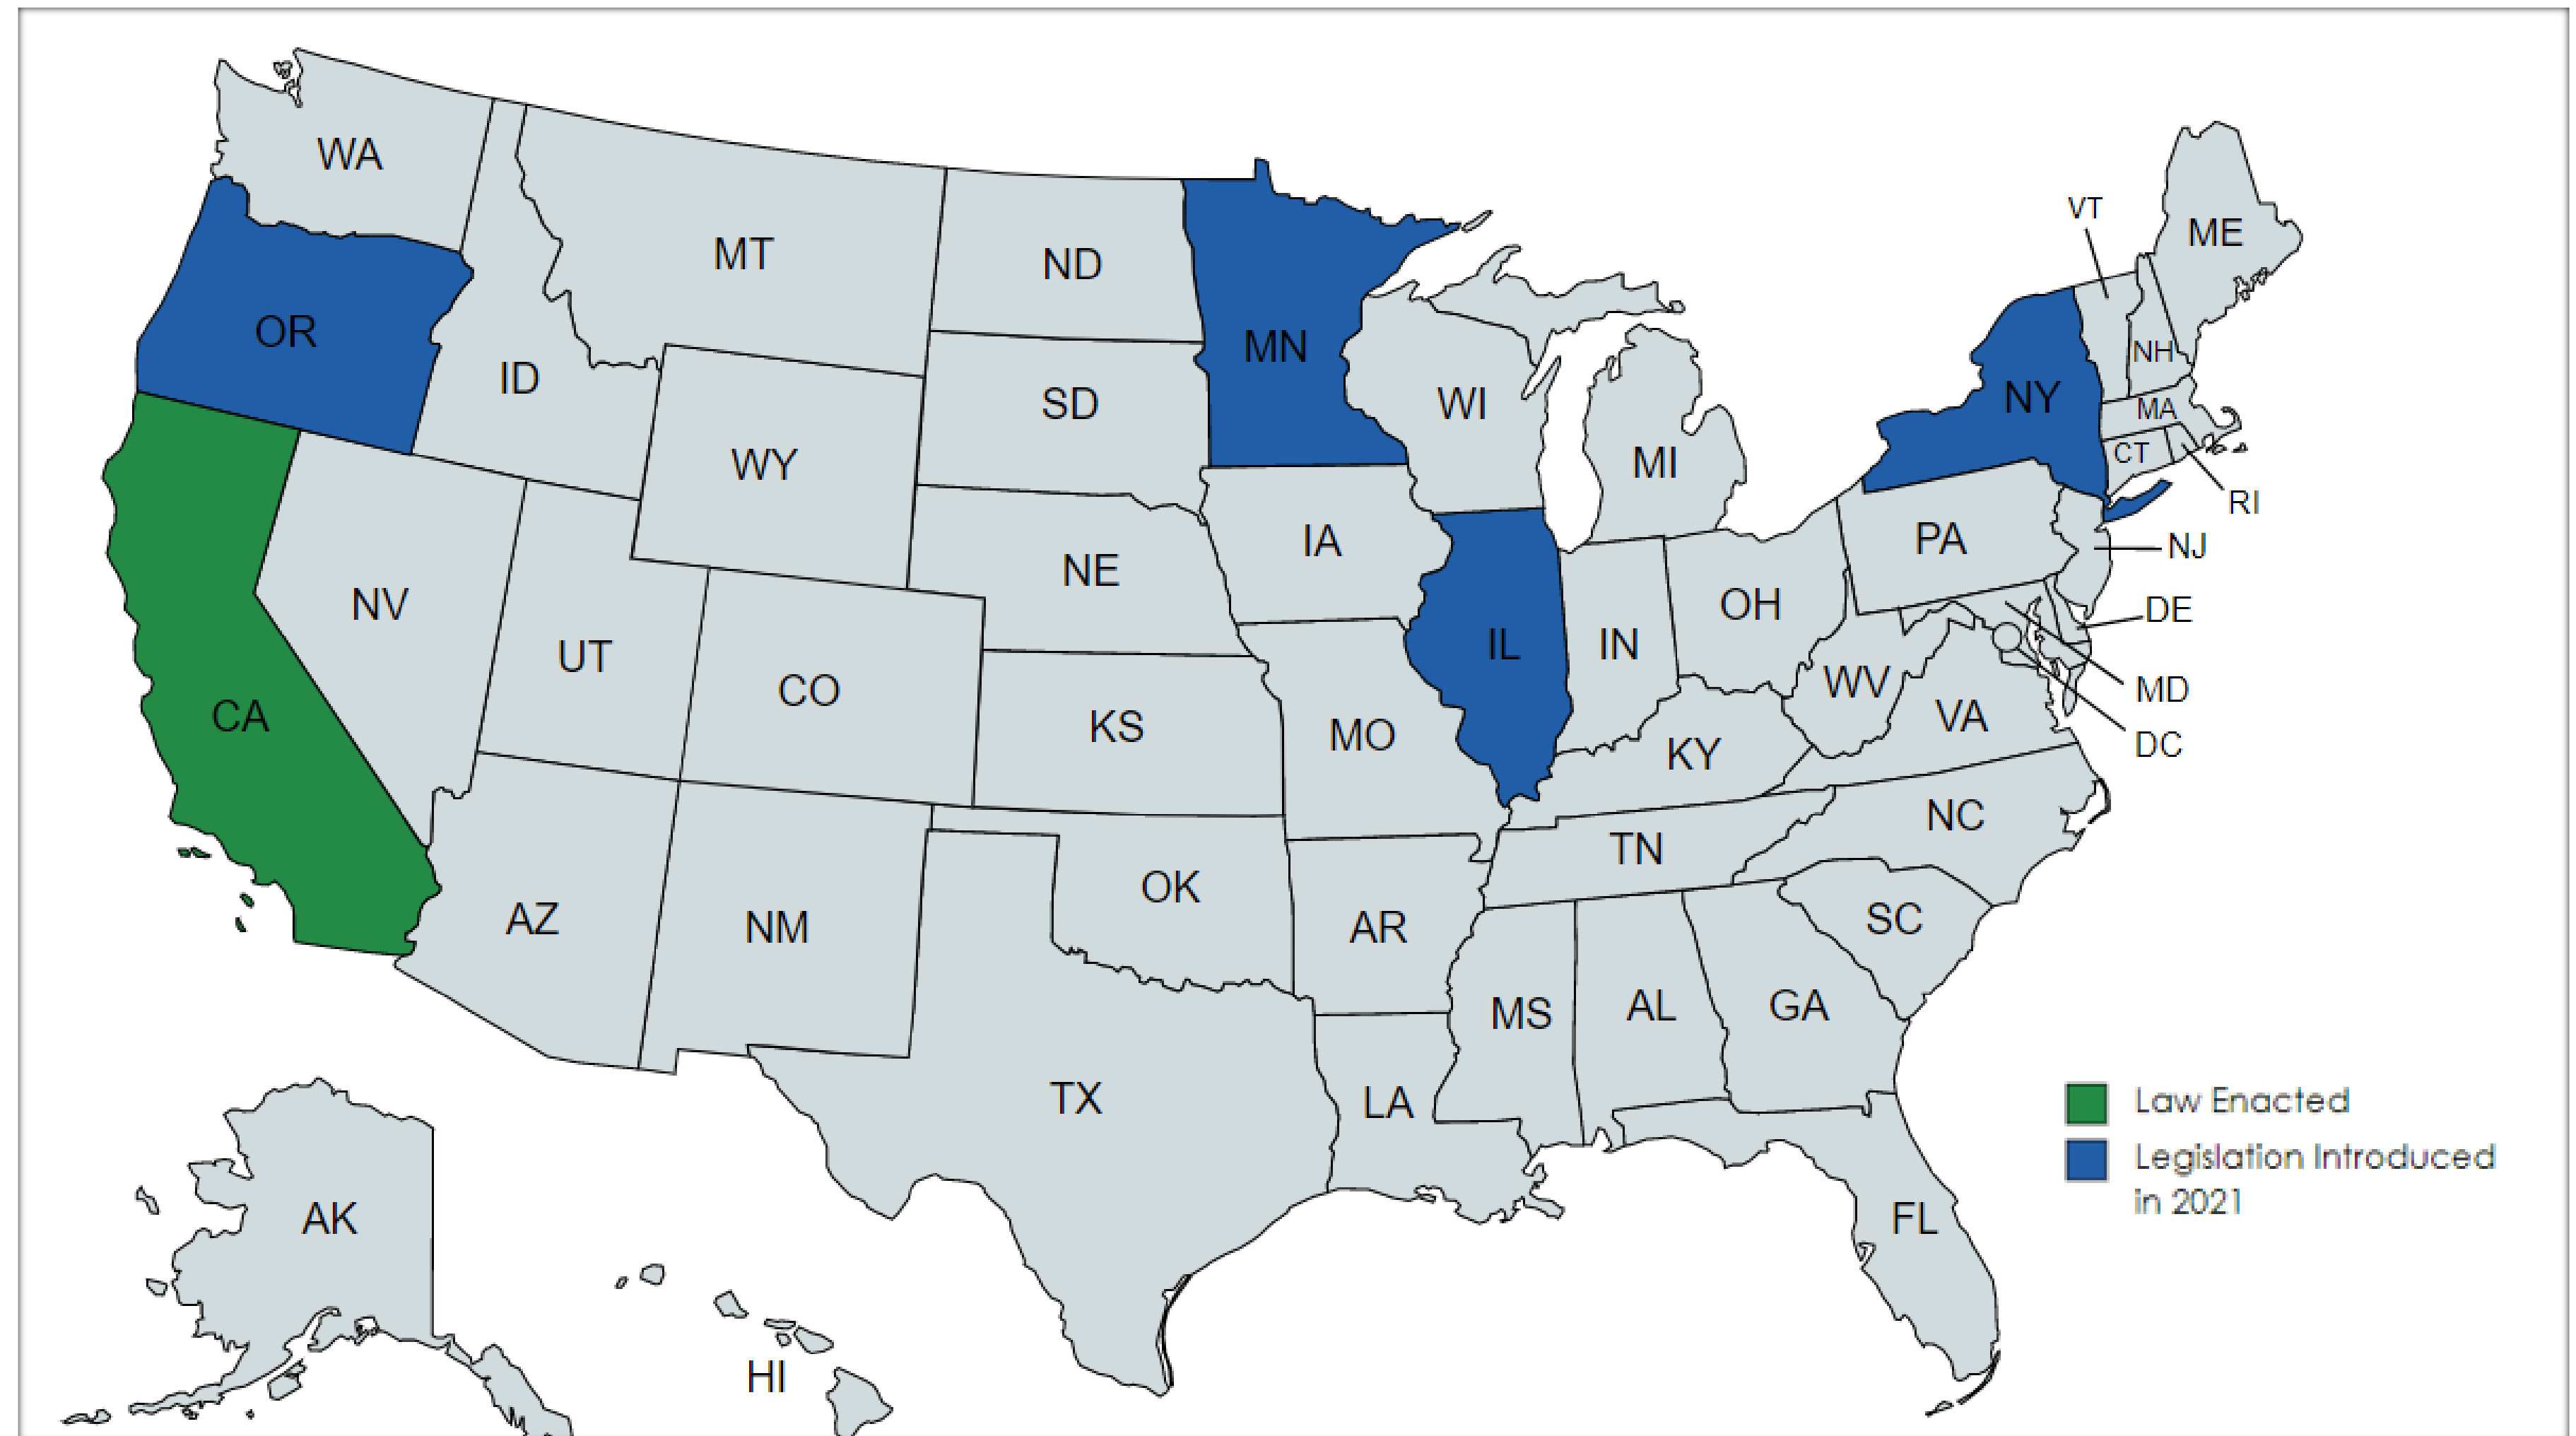 WA
VT
ME
MT
ND
OR
MN
NH
ID
NY
SD
WI
MA
CT
WY
MI
RI
IA
PA
NJ
NE
NV
OH
DE
UT
IL
IN
CO
WV
MD
CA
KS
MO
VA
DC
KY
NC
TN
OK
AZ
NM
AR
SC
MS
AL
GA
TX
LA
Law Enacted
Legislation Introduced
in 2021
AK
FL
HI